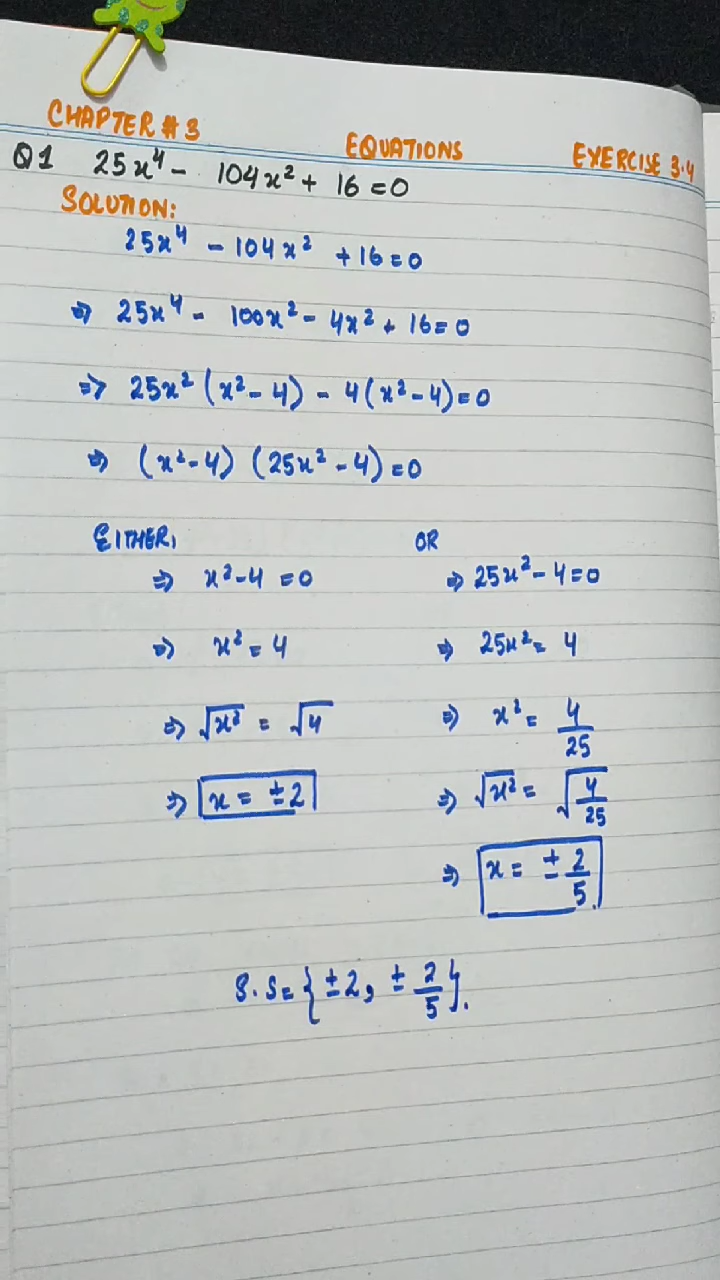 CHAPTER # 3 EQUATIONS EXERCISE 3.4
Q1 25x⁴ - 104x² + 16 = 0
SOLUTION:
25x⁴ - 104x² + 16 = 0
⇒ 25x⁴ - 100x² - 4x² + 16 = 0
⇒ 25x² (x² - 4) - 4(x² - 4) = 0
⇒ (x² - 4) (25x² - 4) = 0
EITHER, OR
⇒ x² - 4 = 0 ⇒ 25x² - 4 = 0
⇒ x² = 4 ⇒ 25x² = 4
⇒ √x² = √4 ⇒ x² = 4/25
⇒ x = ±2 ⇒ √x² = √4/25
⇒ x = ± 2/5.
S.S = {±2, ± 2/5}.